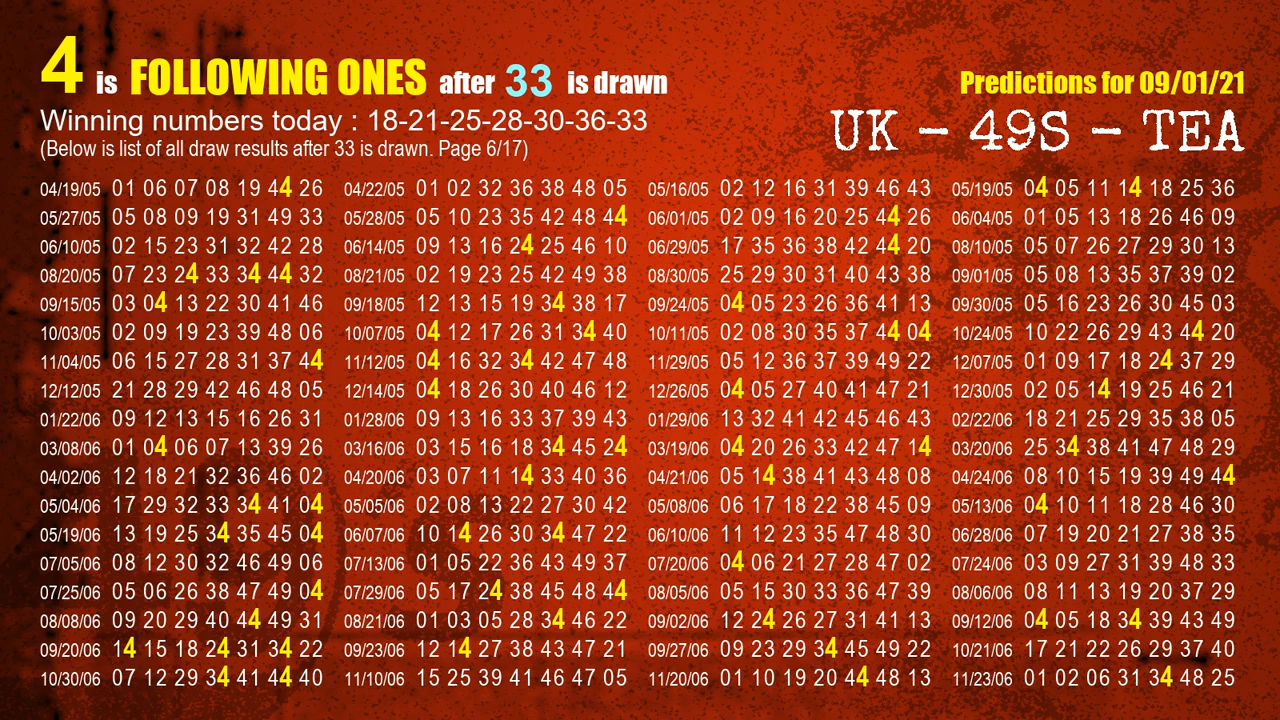 4 is FOLLOWING ONES after 33 is drawn
Predictions for 09/01/21
Winning numbers today : 18-21-25-28-30-36-33
UK - 49S - TEA
(Below is list of all draw results after 33 is drawn. Page 6/17)
04/19/05 01 06 07 08 19 44 26 04/22/05 01 02 32 36 38 48 05 05/16/05 02 12 16 31 39 46 43 05/19/05 04 05 11 14 18 25 36
05/27/05 05 08 09 19 31 49 33 05/28/05 05 10 23 35 42 48 44 06/01/05 02 09 16 20 25 44 26 06/04/05 01 05 13 18 26 46 09
06/10/05 02 15 23 31 32 42 28 06/14/05 09 13 16 24 25 46 10 06/29/05 17 35 36 38 42 44 20 08/10/05 05 07 26 27 29 30 13
08/20/05 07 23 24 33 34 44 32 08/21/05 02 19 23 25 42 49 38 08/30/05 25 29 30 31 40 43 38 09/01/05 05 08 13 35 37 39 02
09/15/05 03 04 13 22 30 41 46 09/18/05 12 13 15 19 34 38 17 09/24/05 04 05 23 26 36 41 13 09/30/05 05 16 23 26 30 45 03
10/03/05 02 09 19 23 39 48 06 10/07/05 04 12 17 26 31 34 40 10/11/05 02 08 30 35 37 44 04 10/24/05 10 22 26 29 43 44 20
11/04/05 06 15 27 28 31 37 44 11/12/05 04 16 32 34 42 47 48 11/29/05 05 12 36 37 39 49 22 12/07/05 01 09 17 18 24 37 29
12/12/05 21 28 29 42 46 48 05 12/14/05 04 18 26 30 40 46 12 12/26/05 04 05 27 40 41 47 21 12/30/05 02 05 14 19 25 46 21
01/22/06 09 12 13 15 16 26 31 01/28/06 09 13 16 33 37 39 43 01/29/06 13 32 41 42 45 46 43 02/22/06 18 21 25 29 35 38 05
03/08/06 01 04 06 07 13 39 26 03/16/06 03 15 16 18 34 45 24 03/19/06 04 20 26 33 42 47 14 03/20/06 25 34 38 41 47 48 29
04/02/06 12 18 21 32 36 46 02 04/20/06 03 07 11 14 33 40 36 04/21/06 05 14 38 41 43 48 08 04/24/06 08 10 15 19 39 49 44
05/04/06 17 29 32 33 34 41 04 05/05/06 02 08 13 22 27 30 42 05/08/06 06 17 18 22 38 45 09 05/13/06 04 10 11 18 28 46 30
05/19/06 13 19 25 34 35 45 04 06/07/06 10 14 26 30 34 47 22 06/10/06 11 12 23 35 47 48 30 06/28/06 07 19 20 21 27 38 35
07/05/06 08 12 30 32 46 49 06 07/13/06 01 05 22 36 43 49 37 07/20/06 04 06 21 27 28 47 02 07/24/06 03 09 27 31 39 48 33
07/25/06 05 06 26 38 47 49 04 07/29/06 05 17 24 38 45 48 44 08/05/06 05 15 30 33 36 47 39 08/06/06 08 11 13 19 20 37 29
08/08/06 09 20 29 40 44 49 31 08/21/06 01 03 05 28 34 46 22 09/02/06 12 24 26 27 31 41 13 09/12/06 04 05 18 34 39 43 49
09/20/06 14 15 18 24 31 34 22 09/23/06 12 14 27 38 43 47 21 09/27/06 09 23 29 34 45 49 22 10/21/06 17 21 22 26 29 37 40
10/30/06 07 12 29 34 41 44 40 11/10/06 15 25 39 41 46 47 05 11/20/06 01 10 19 20 44 48 13 11/23/06 01 02 06 31 34 48 25